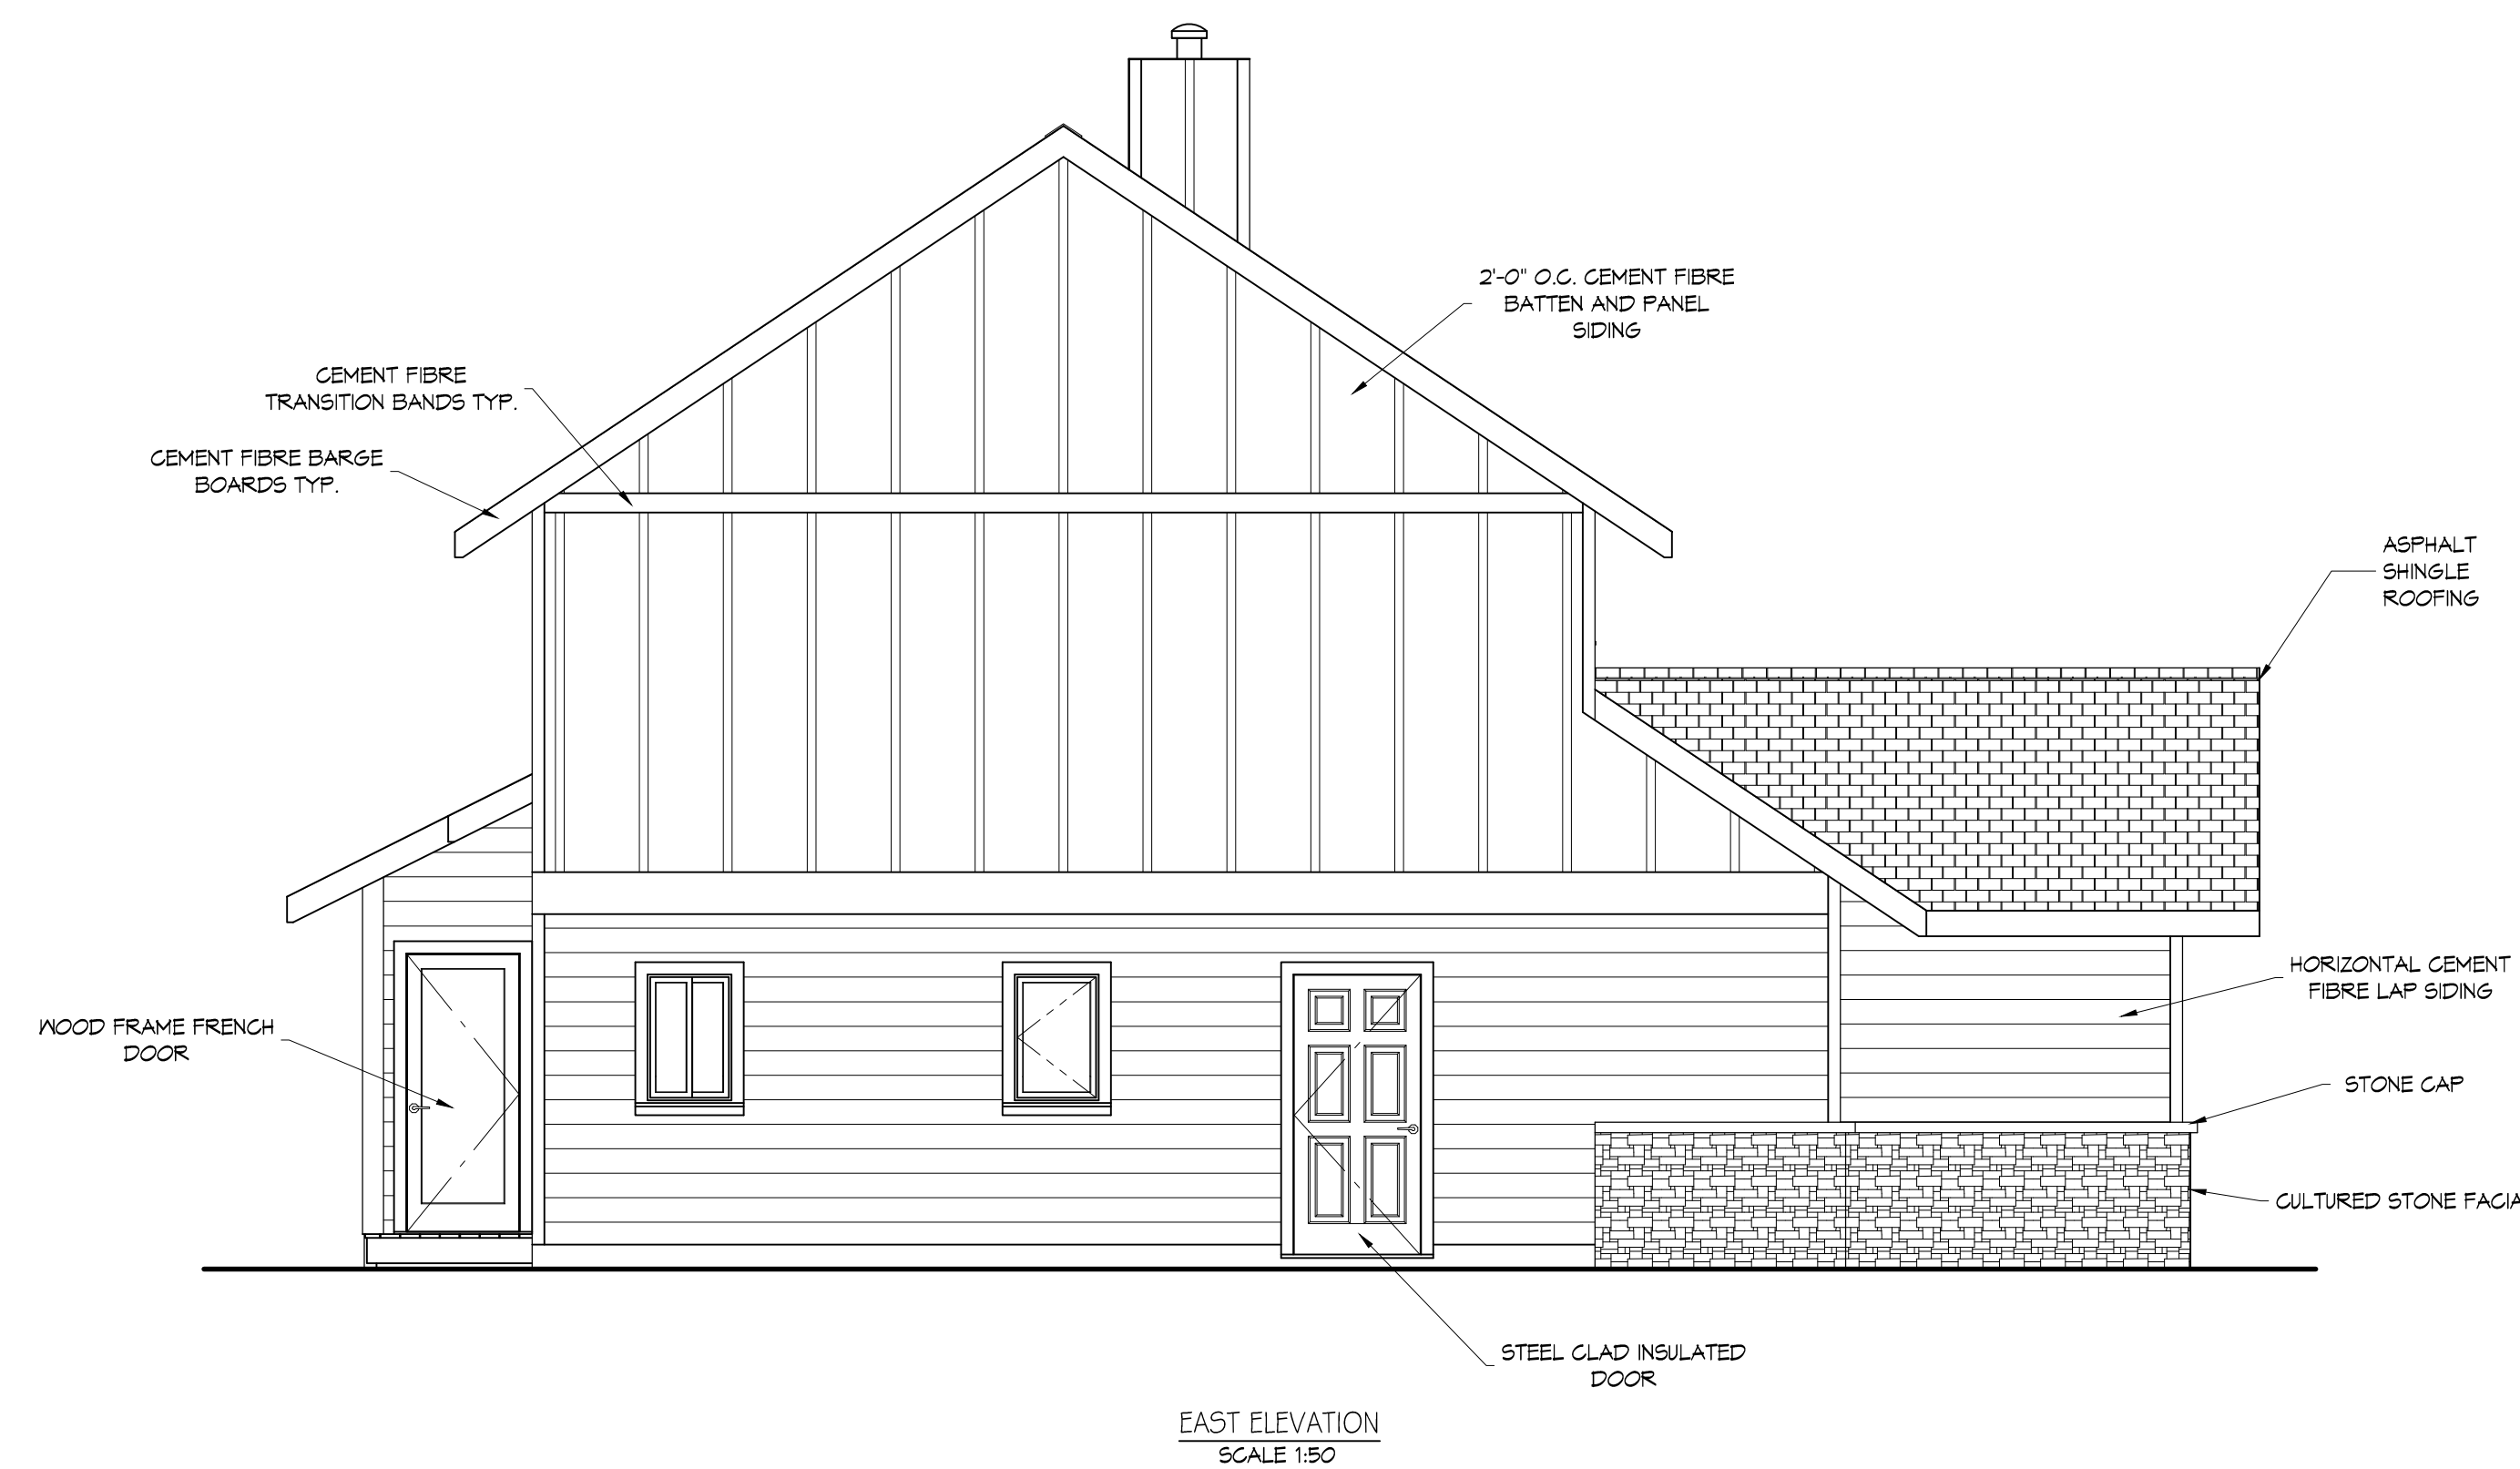 2'-0" O.C. CEMENT FIBRE
BATTEN AND PANEL
SIDING
CEMENT FIBRE
TRANSITION BANDS TYP.
CEMENT FIBRE BARGE
BOARDS TYP.
ASPHALT
SHINGLE
ROOFING
HORIZONTAL CEMENT
FIBRE LAP SIDING
WOOD FRAME FRENCH
DOOR
STONE CAP
CULTURED STONE FACIA
STEEL CLAD INSULATED
DOOR
EAST ELEVATION
SCALE 1:50